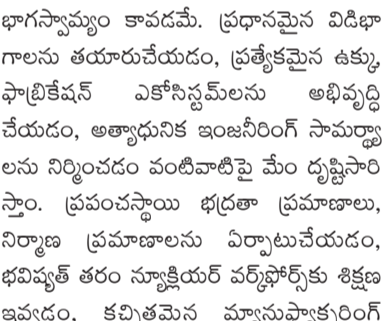 భాగస్వామ్యం కావడమే. ప్రధానమైన విడిభా
గాలను తయారుచేయడం, ప్రత్యేకమైన ఉక్కు,
ఫాబ్రికేషన్ ఎకోసిస్టమ్‌లను అభివృద్ధి
చేయడం, అత్యాధునిక ఇంజనీరింగ్ సామర్థ్యా
లను నిర్మించడం వంటివాటిపై మేం దృష్టిసారి
స్తాం. ప్రపంచస్థాయి భద్రతా ప్రమాణాలు,
నిర్మాణ ప్రమాణాలను ఏర్పాటుచేయడం,
భవిష్యత్ తరం న్యూక్లియర్ వర్క్‌ఫోర్స్‌కు శిక్షణ
ఇవ్వడం, కచ్చితమైన మ్యానుఫ్యాక్చరింగ్